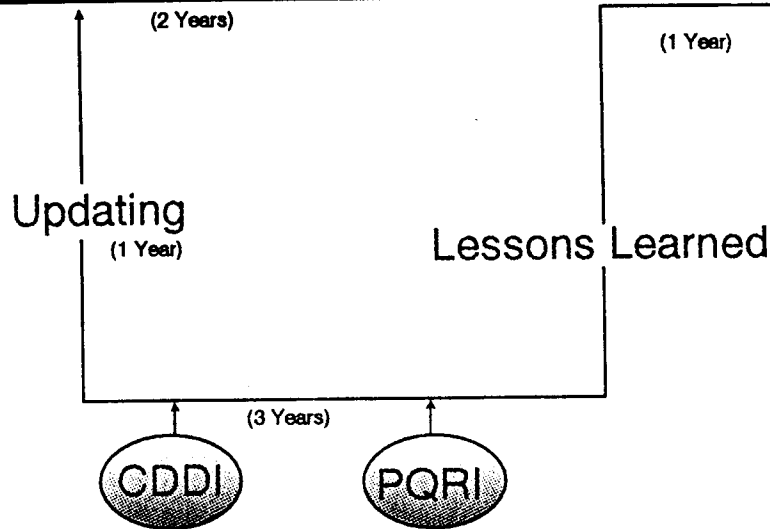 (2 Years)
(1 Year)
Updating
(1 Year)
Lessons Learned
(3 Years)
CDDI
PQRI